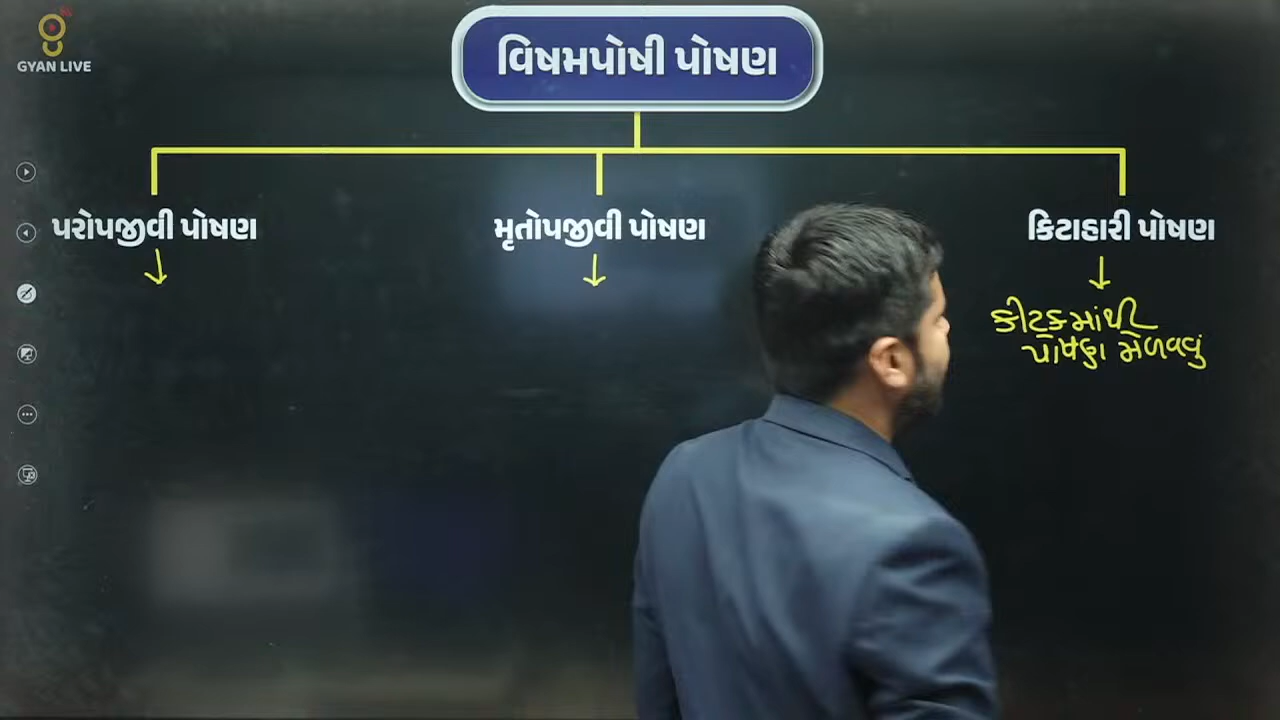 GYAN LIVE
વિષમપોષી પોષણ
પરોપજીવી પોષણ
મૃતોપજીવી પોષણ
કિટાહારી પોષણ
કીટકમાંથી
પોષણ મેળવવું